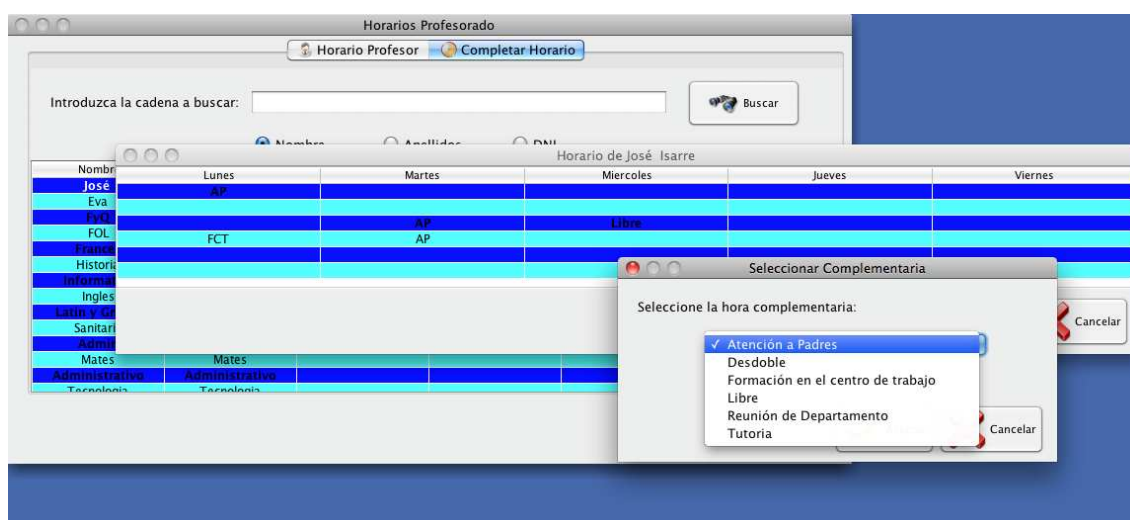 Horarios Profesorado
Horario Profesor Completar Horario
Introduzca la cadena a buscar: Buscar
Nombre Apellidos DNI
Horario de José Isarre
Lunes Martes Miercoles Jueves Viernes
José AP
Eva
FyQ AP Libre
FOL FCT AP
Historia
Seleccionar Complementaria
Ingles
Seleccione la hora complementaria:
Cancelar
✓ Atención a Padres
Mates Mates
Desdoble
Administrativo Administrativo
Formación en el centro de trabajo
Tecnologia Tecnologia
Libre
Reunión de Departamento
Tutoria
Cancelar